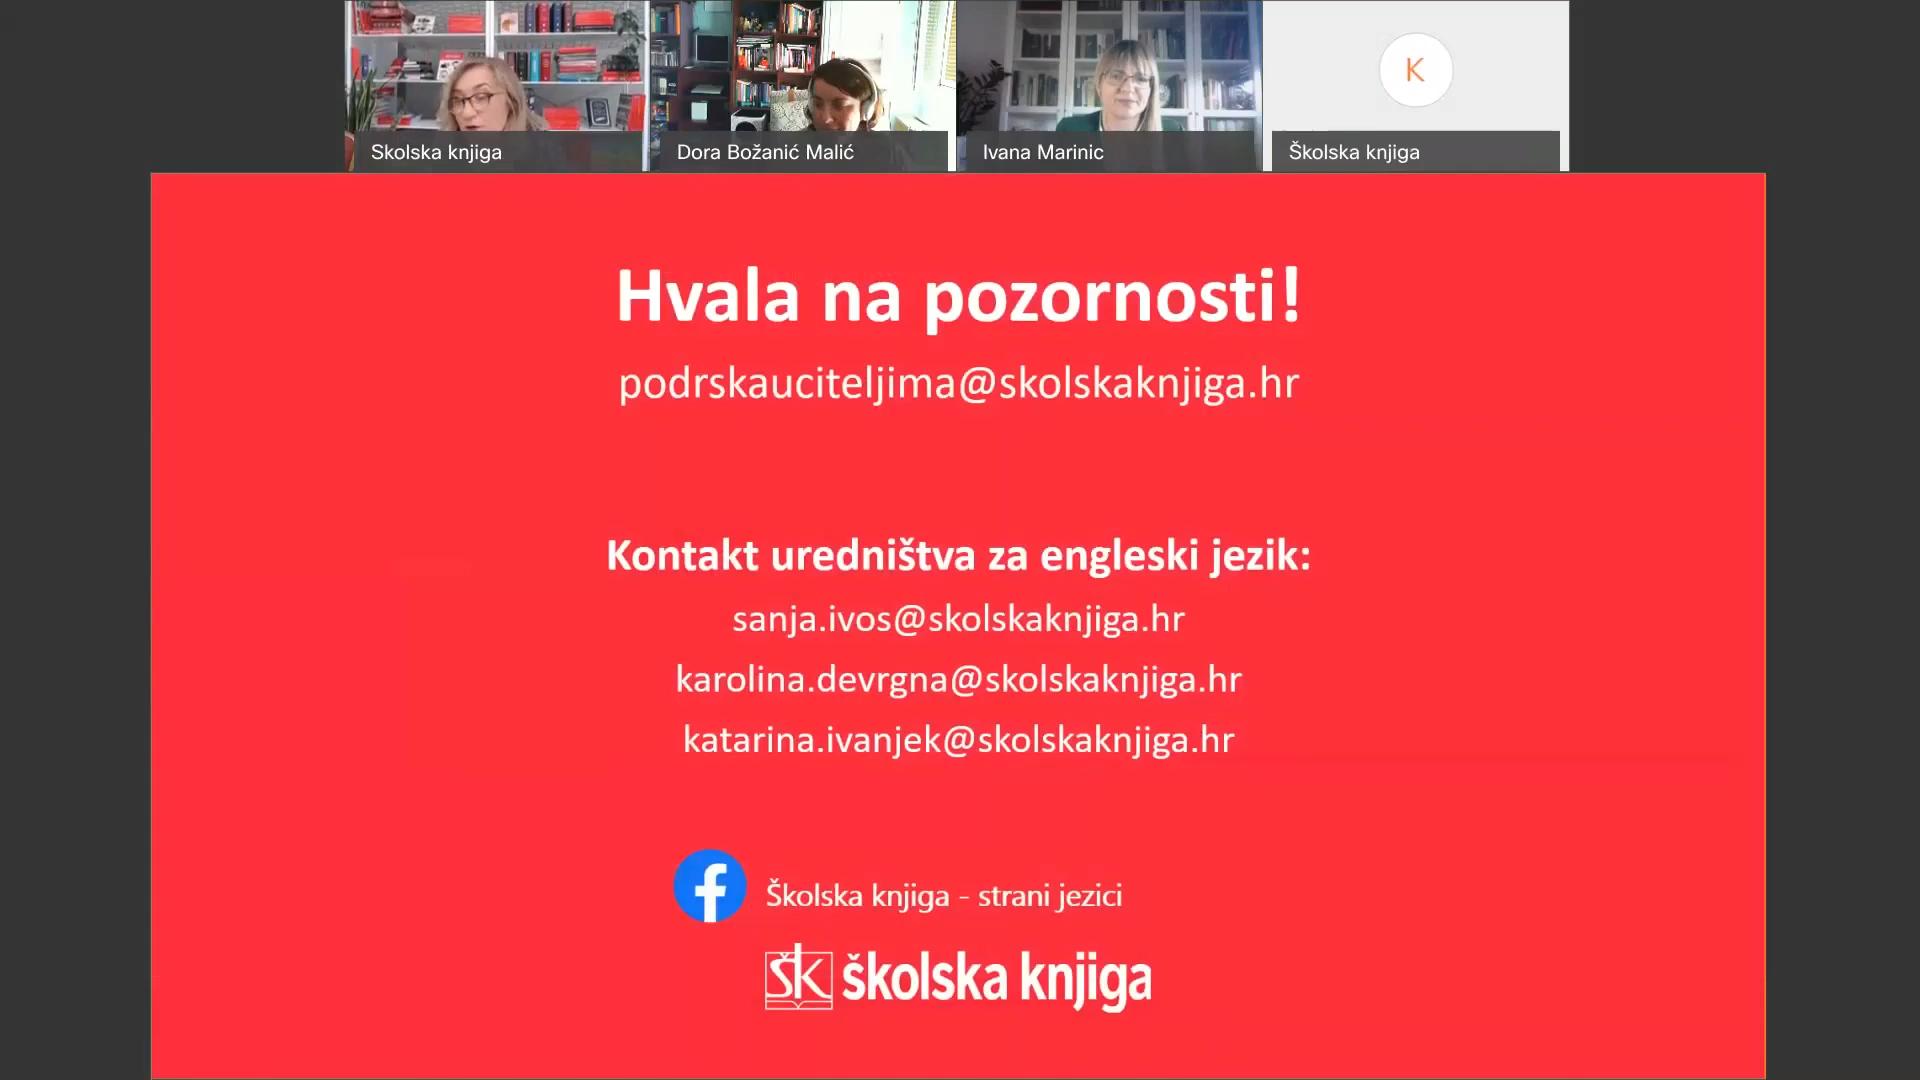 Skolska knjiga
Dora Božanić Malić
Ivana Marinic
K
Školska knjiga
Hvala na pozornosti!
podrskauciteljima@skolskaknjiga.hr
Kontakt uredništva za engleski jezik:
sanja.ivos@skolskaknjiga.hr
karolina.devrgna@skolskaknjiga.hr
katarina.ivanjek@skolskaknjiga.hr
f
Školska knjiga - strani jezici
ŠK školska knjiga